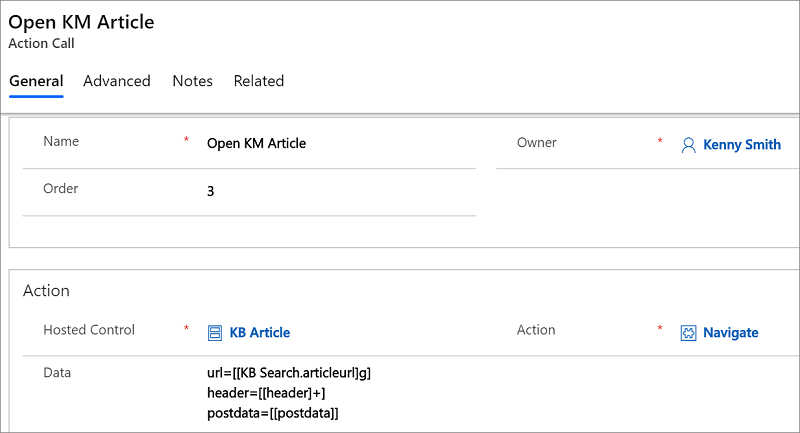 Open KM Article
Action Call
General Advanced Notes Related
Name * Open KM Article Owner * Kenny Smith
Order 3
Action
Hosted Control * KB Article Action * Navigate
Data url=[[KB Search.articleurl]g]
header=[[header]+]
postdata=[[postdata]]